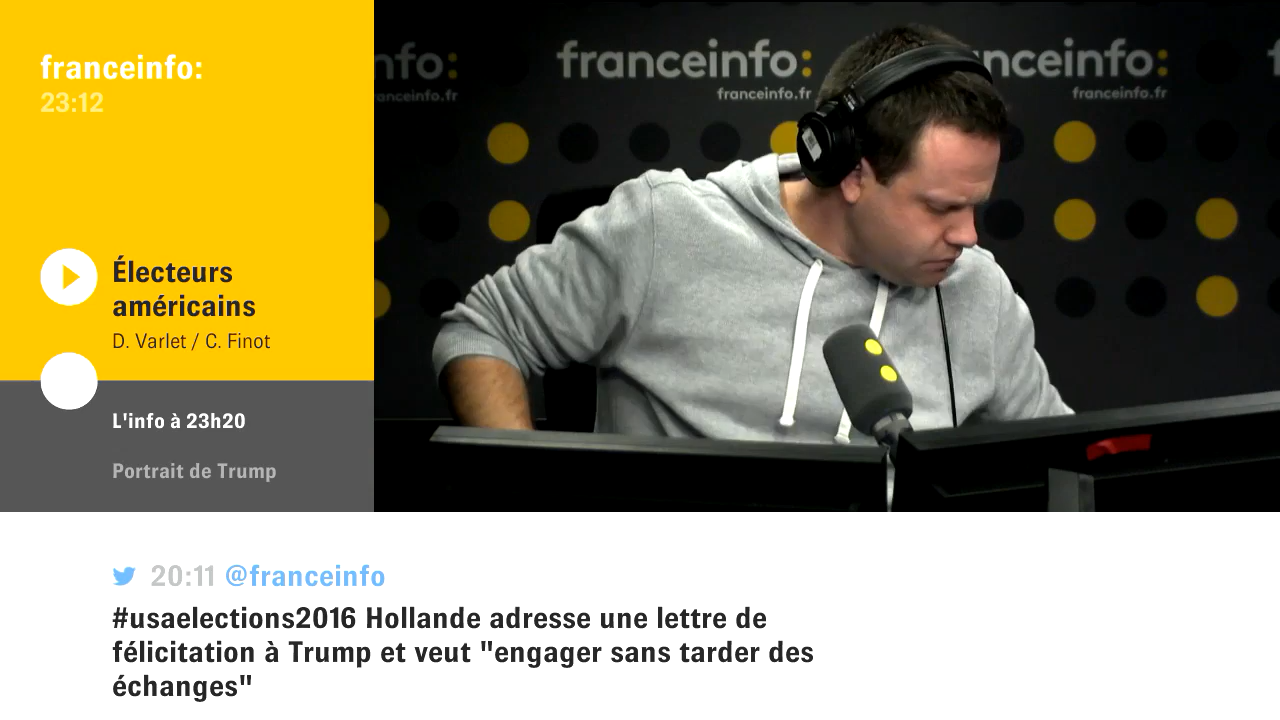 franceinfo:
23:12
Électeurs
américains
D. Varlet / C. Finot
L'info à 23h20
Portrait de Trump
nfo:
franceinfo.fr
franceinfo:
franceinfo.fr
nceinfo:
franceinfo.fr
20:11 @franceinfo
#usaelections2016 Hollande adresse une lettre de
félicitation à Trump et veut "engager sans tarder des
échanges"